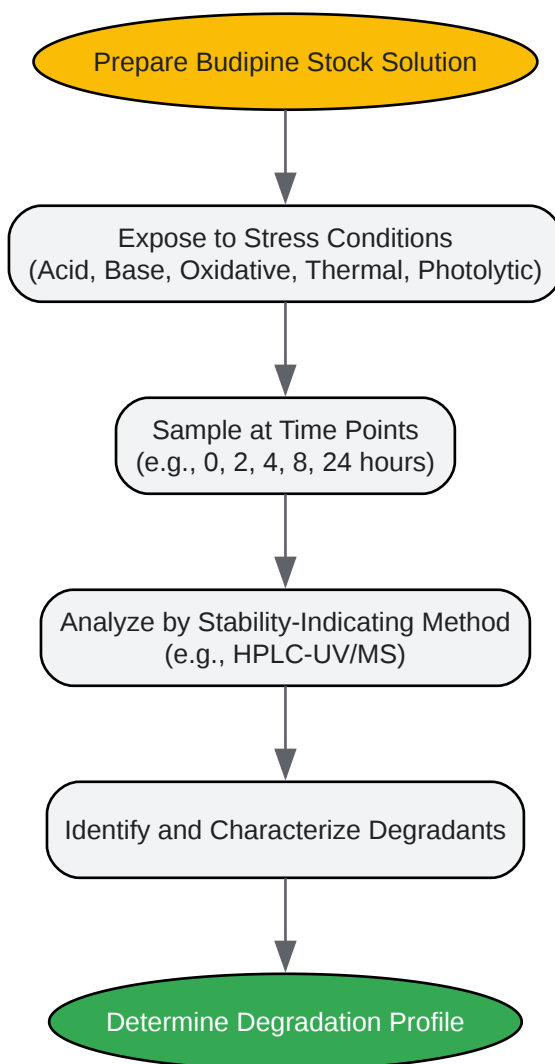 Prepare Budipine Stock Solution
Expose to Stress Conditions
(Acid, Base, Oxidative, Thermal, Photolytic)
Sample at Time Points
(e.g., 0, 2, 4, 8, 24 hours)
Analyze by Stability-Indicating Method
(e.g., HPLC-UV/MS)
Identify and Characterize Degradants
Determine Degradation Profile